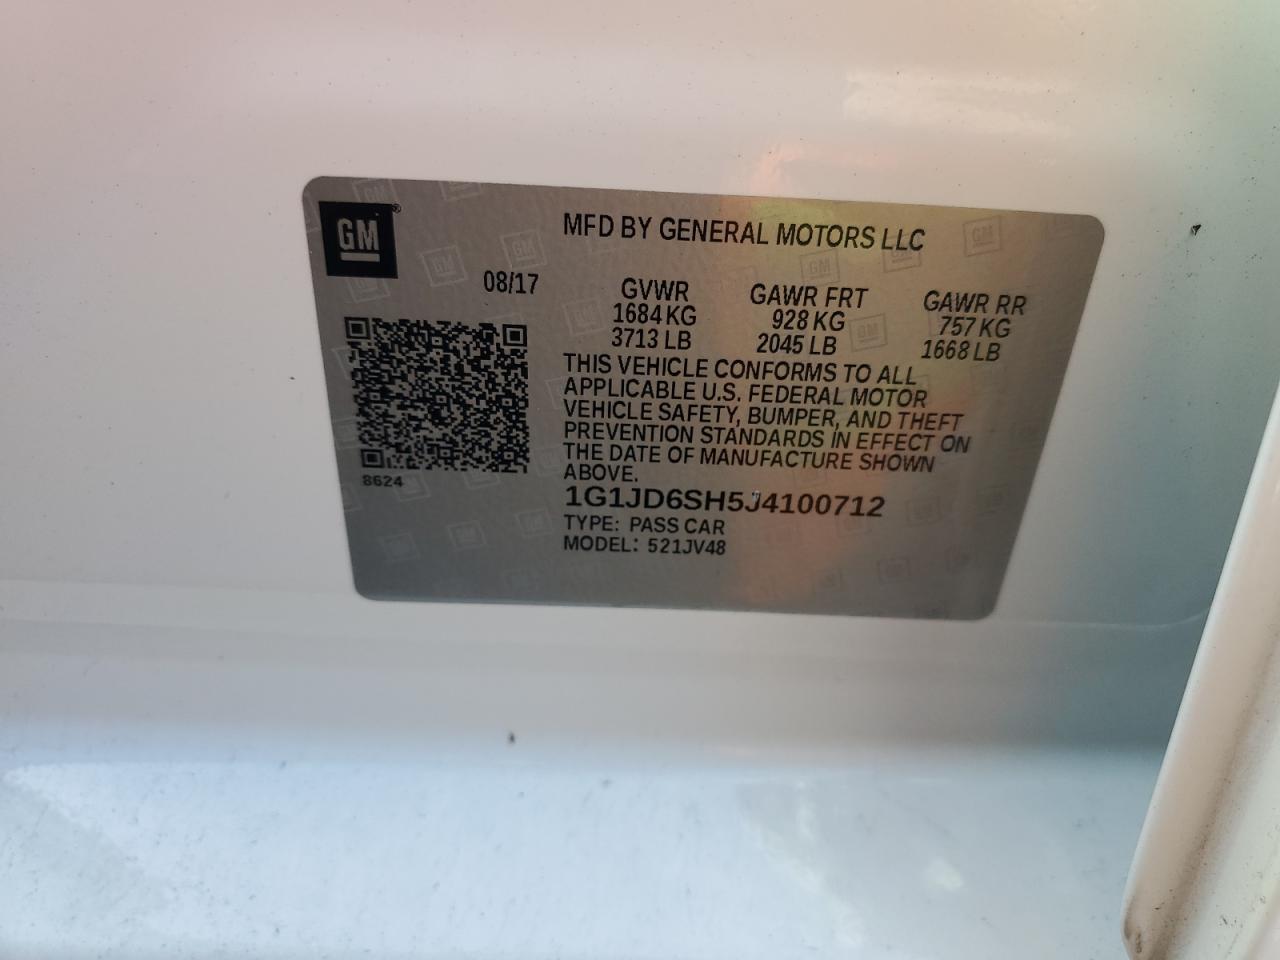 GM®
MFD BY GENERAL MOTORS LLC
08/17
GVWR GAWR FRT GAWR RR
1684 KG 928 KG 757 KG
3713 LB 2045 LB 1668 LB
THIS VEHICLE CONFORMS TO ALL
APPLICABLE U.S. FEDERAL MOTOR
VEHICLE SAFETY, BUMPER, AND THEFT
PREVENTION STANDARDS IN EFFECT ON
THE DATE OF MANUFACTURE SHOWN
ABOVE.
8624
1G1JD6SH5J4100712
TYPE: PASS CAR
MODEL: 521JV48